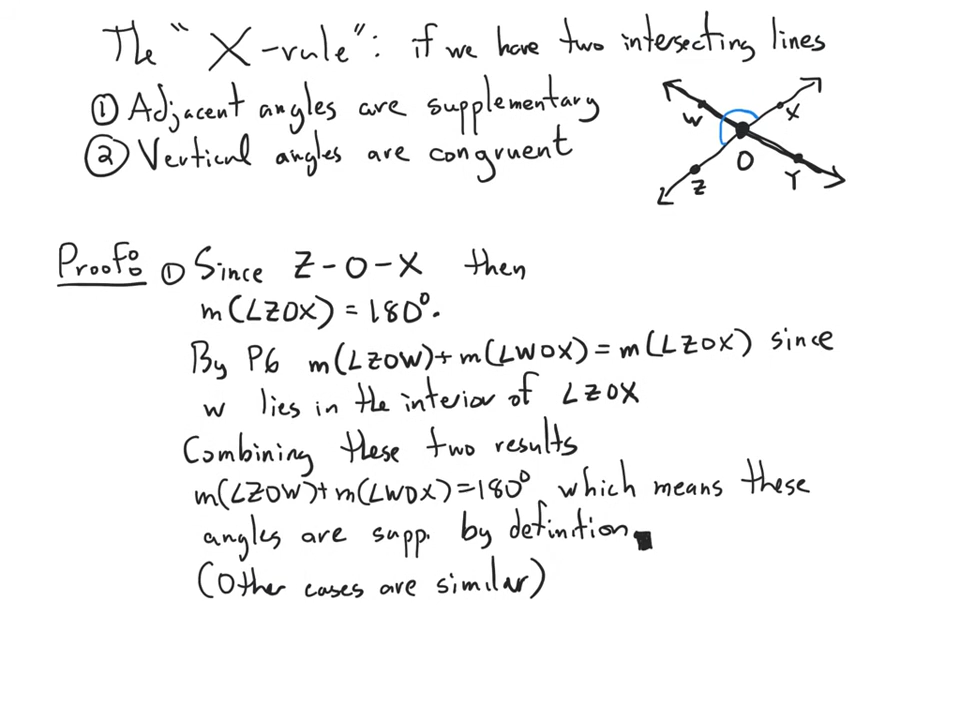 The "X-rule": if we have two intersecting lines
① Adjacent angles are supplementary
② Vertical angles are congruent
W X
O
Z Y
Proof: ① Since Z-O-X then
m(∠ZOX) = 180°.
By P6 m(∠ZOW)+m(∠WOX)=m(∠ZOX) since
W lies in the interior of ∠ZOX
Combining these two results
m(∠ZOW)+m(∠WOX)=180°, which means these
angles are supp. by definition. ■
(Other cases are similar)